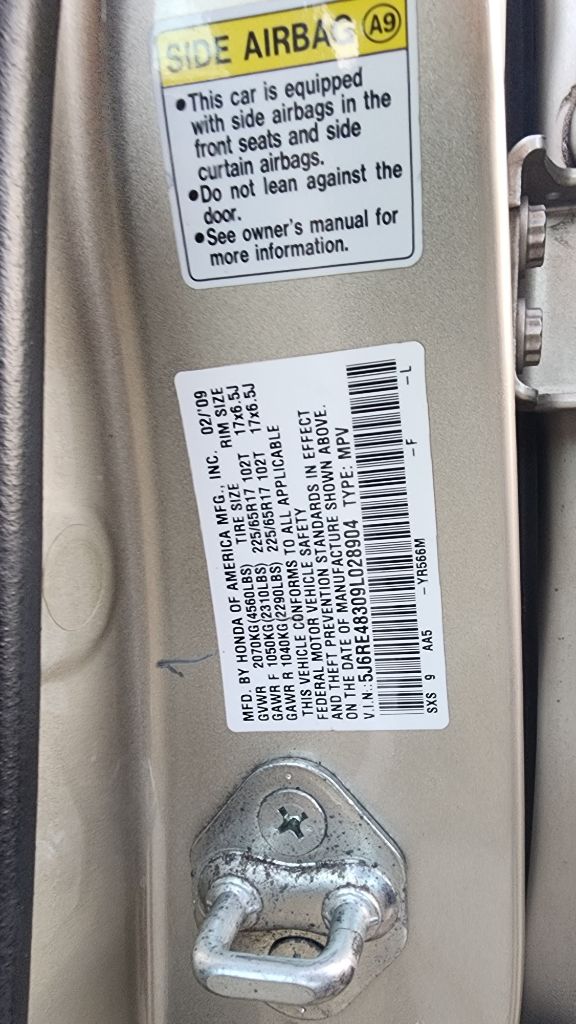 SIDE AIRBAG A9
•This car is equipped
with side airbags in the
front seats and side
curtain airbags.
•Do not lean against the
door.
•See owner's manual for
more information.
MFD. BY HONDA OF AMERICA MFG., INC. 02/'09
GVWR 2070KG(4560LBS) TIRE SIZE RIM SIZE
GAWR F 1050KG(2310LBS) 225/65R17 102T 17x6.5J
GAWR R 1040KG(2290LBS) 225/65R17 102T 17x6.5J
THIS VEHICLE CONFORMS TO ALL APPLICABLE
FEDERAL MOTOR VEHICLE SAFETY
AND THEFT PREVENTION STANDARDS IN EFFECT
ON THE DATE OF MANUFACTURE SHOWN ABOVE.
V.I.N.:5J6RE48309L028904 TYPE: MPV
SXS 9 AA5 - YR566M - F - L